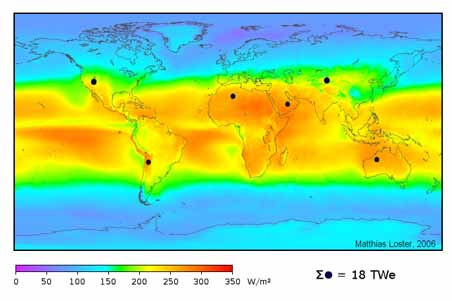 Matthias Loster, 2006
0 50 100 150 200 250 300 350 W/m²
Σ● = 18 TWe